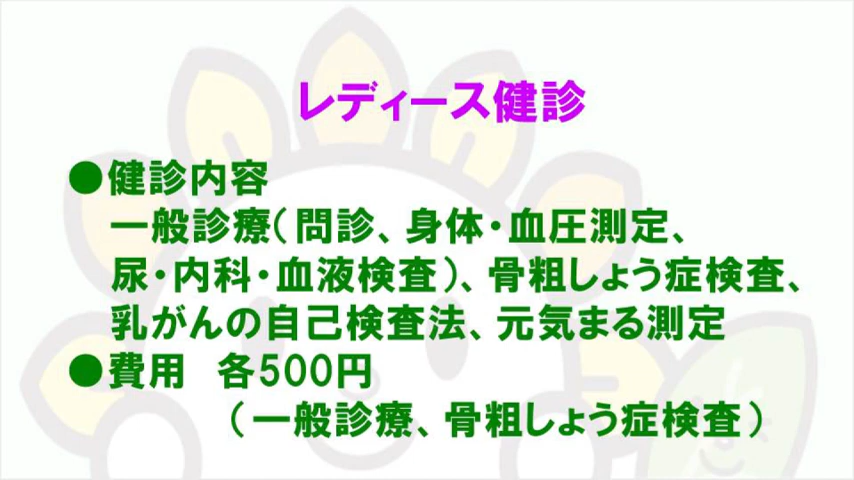 レディース健診
●健診内容
一般診療（問診、身体・血圧測定、
尿・内科・血液検査）、骨粗しょう症検査、
乳がんの自己検査法、元気まる測定
●費用　各500円
（一般診療、骨粗しょう症検査）